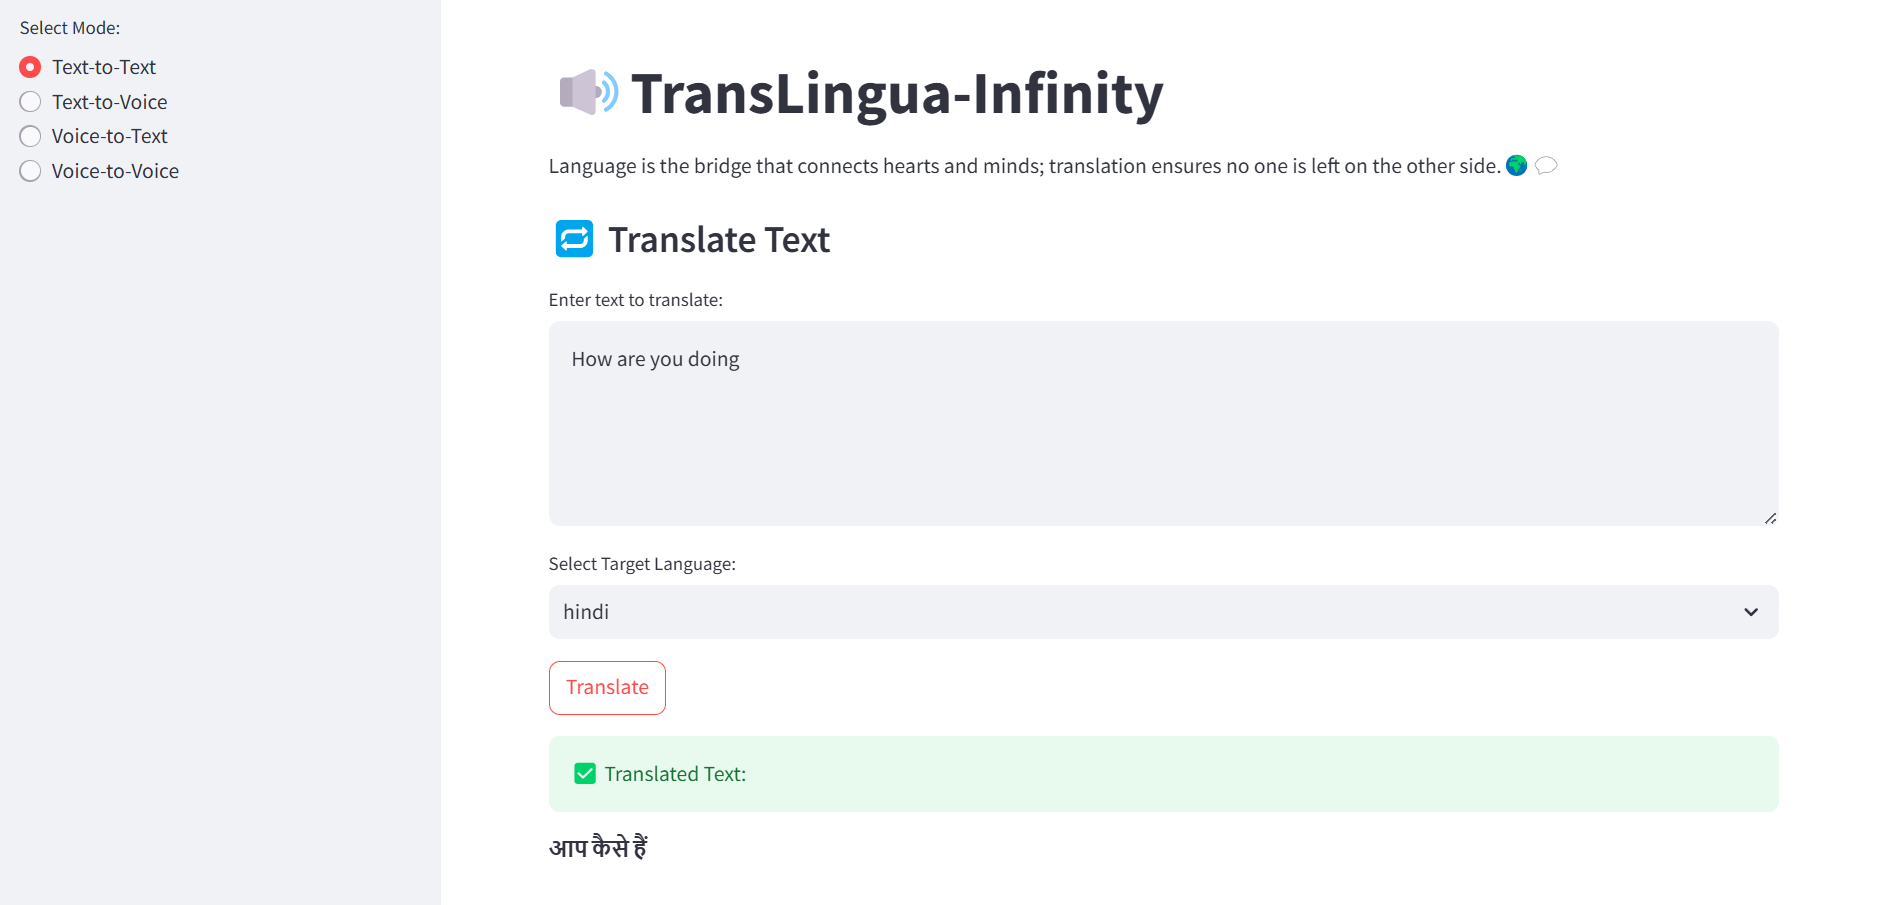 Select Mode:
Text-to-Text
Text-to-Voice
Voice-to-Text
Voice-to-Voice
TransLingua-Infinity
Language is the bridge that connects hearts and minds; translation ensures no one is left on the other side.
Translate Text
Enter text to translate:
How are you doing
Select Target Language:
hindi
Translate
Translated Text:
आप कैसे हैं